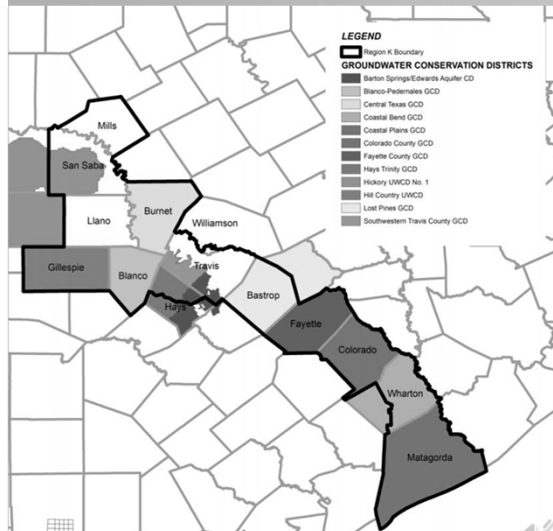 LEGEND
Region K Boundary
GROUNDWATER CONSERVATION DISTRICTS
Barton Springs/Edwards Aquifer CD
Blanco-Pedernales GCD
Central Texas GCD
Coastal Bend GCD
Coastal Plains GCD
Colorado County GCD
Fayette County GCD
Hays Trinity GCD
Hickory UWCD No. 1
Hill Country UWCD
Lost Pines GCD
Southwestern Travis County GCD
Mills
San Saba
Llano
Burnet
Williamson
Gillespie
Blanco
Travis
Hays
Bastrop
Fayette
Colorado
Wharton
Matagorda